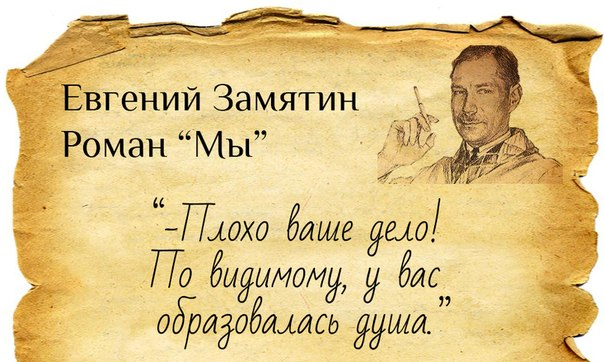 Евгений Замятин
Роман “Мы”
“-Плохо ваше дело!
По видимому, у вас
образовалась душа.”